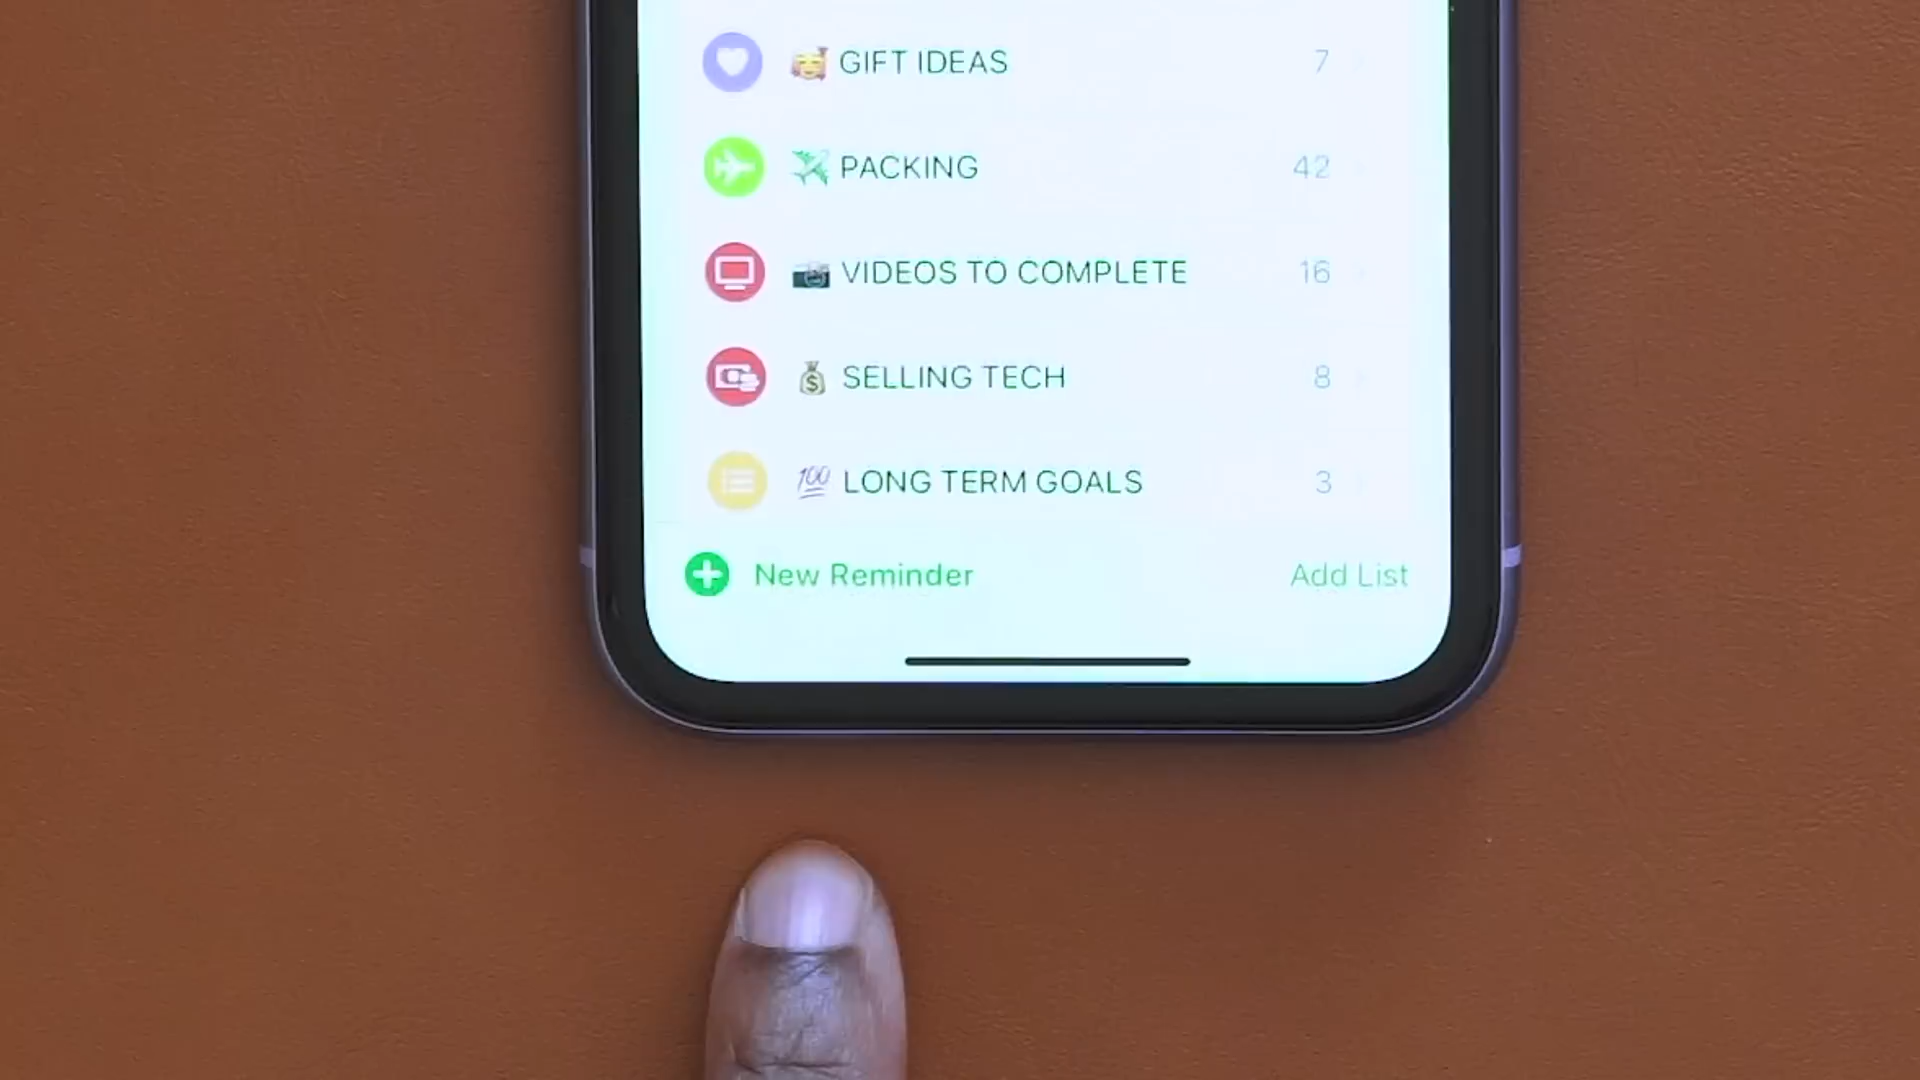 GIFT IDEAS 7
PACKING 42
VIDEOS TO COMPLETE 16
SELLING TECH 8
LONG TERM GOALS 3
New Reminder Add List